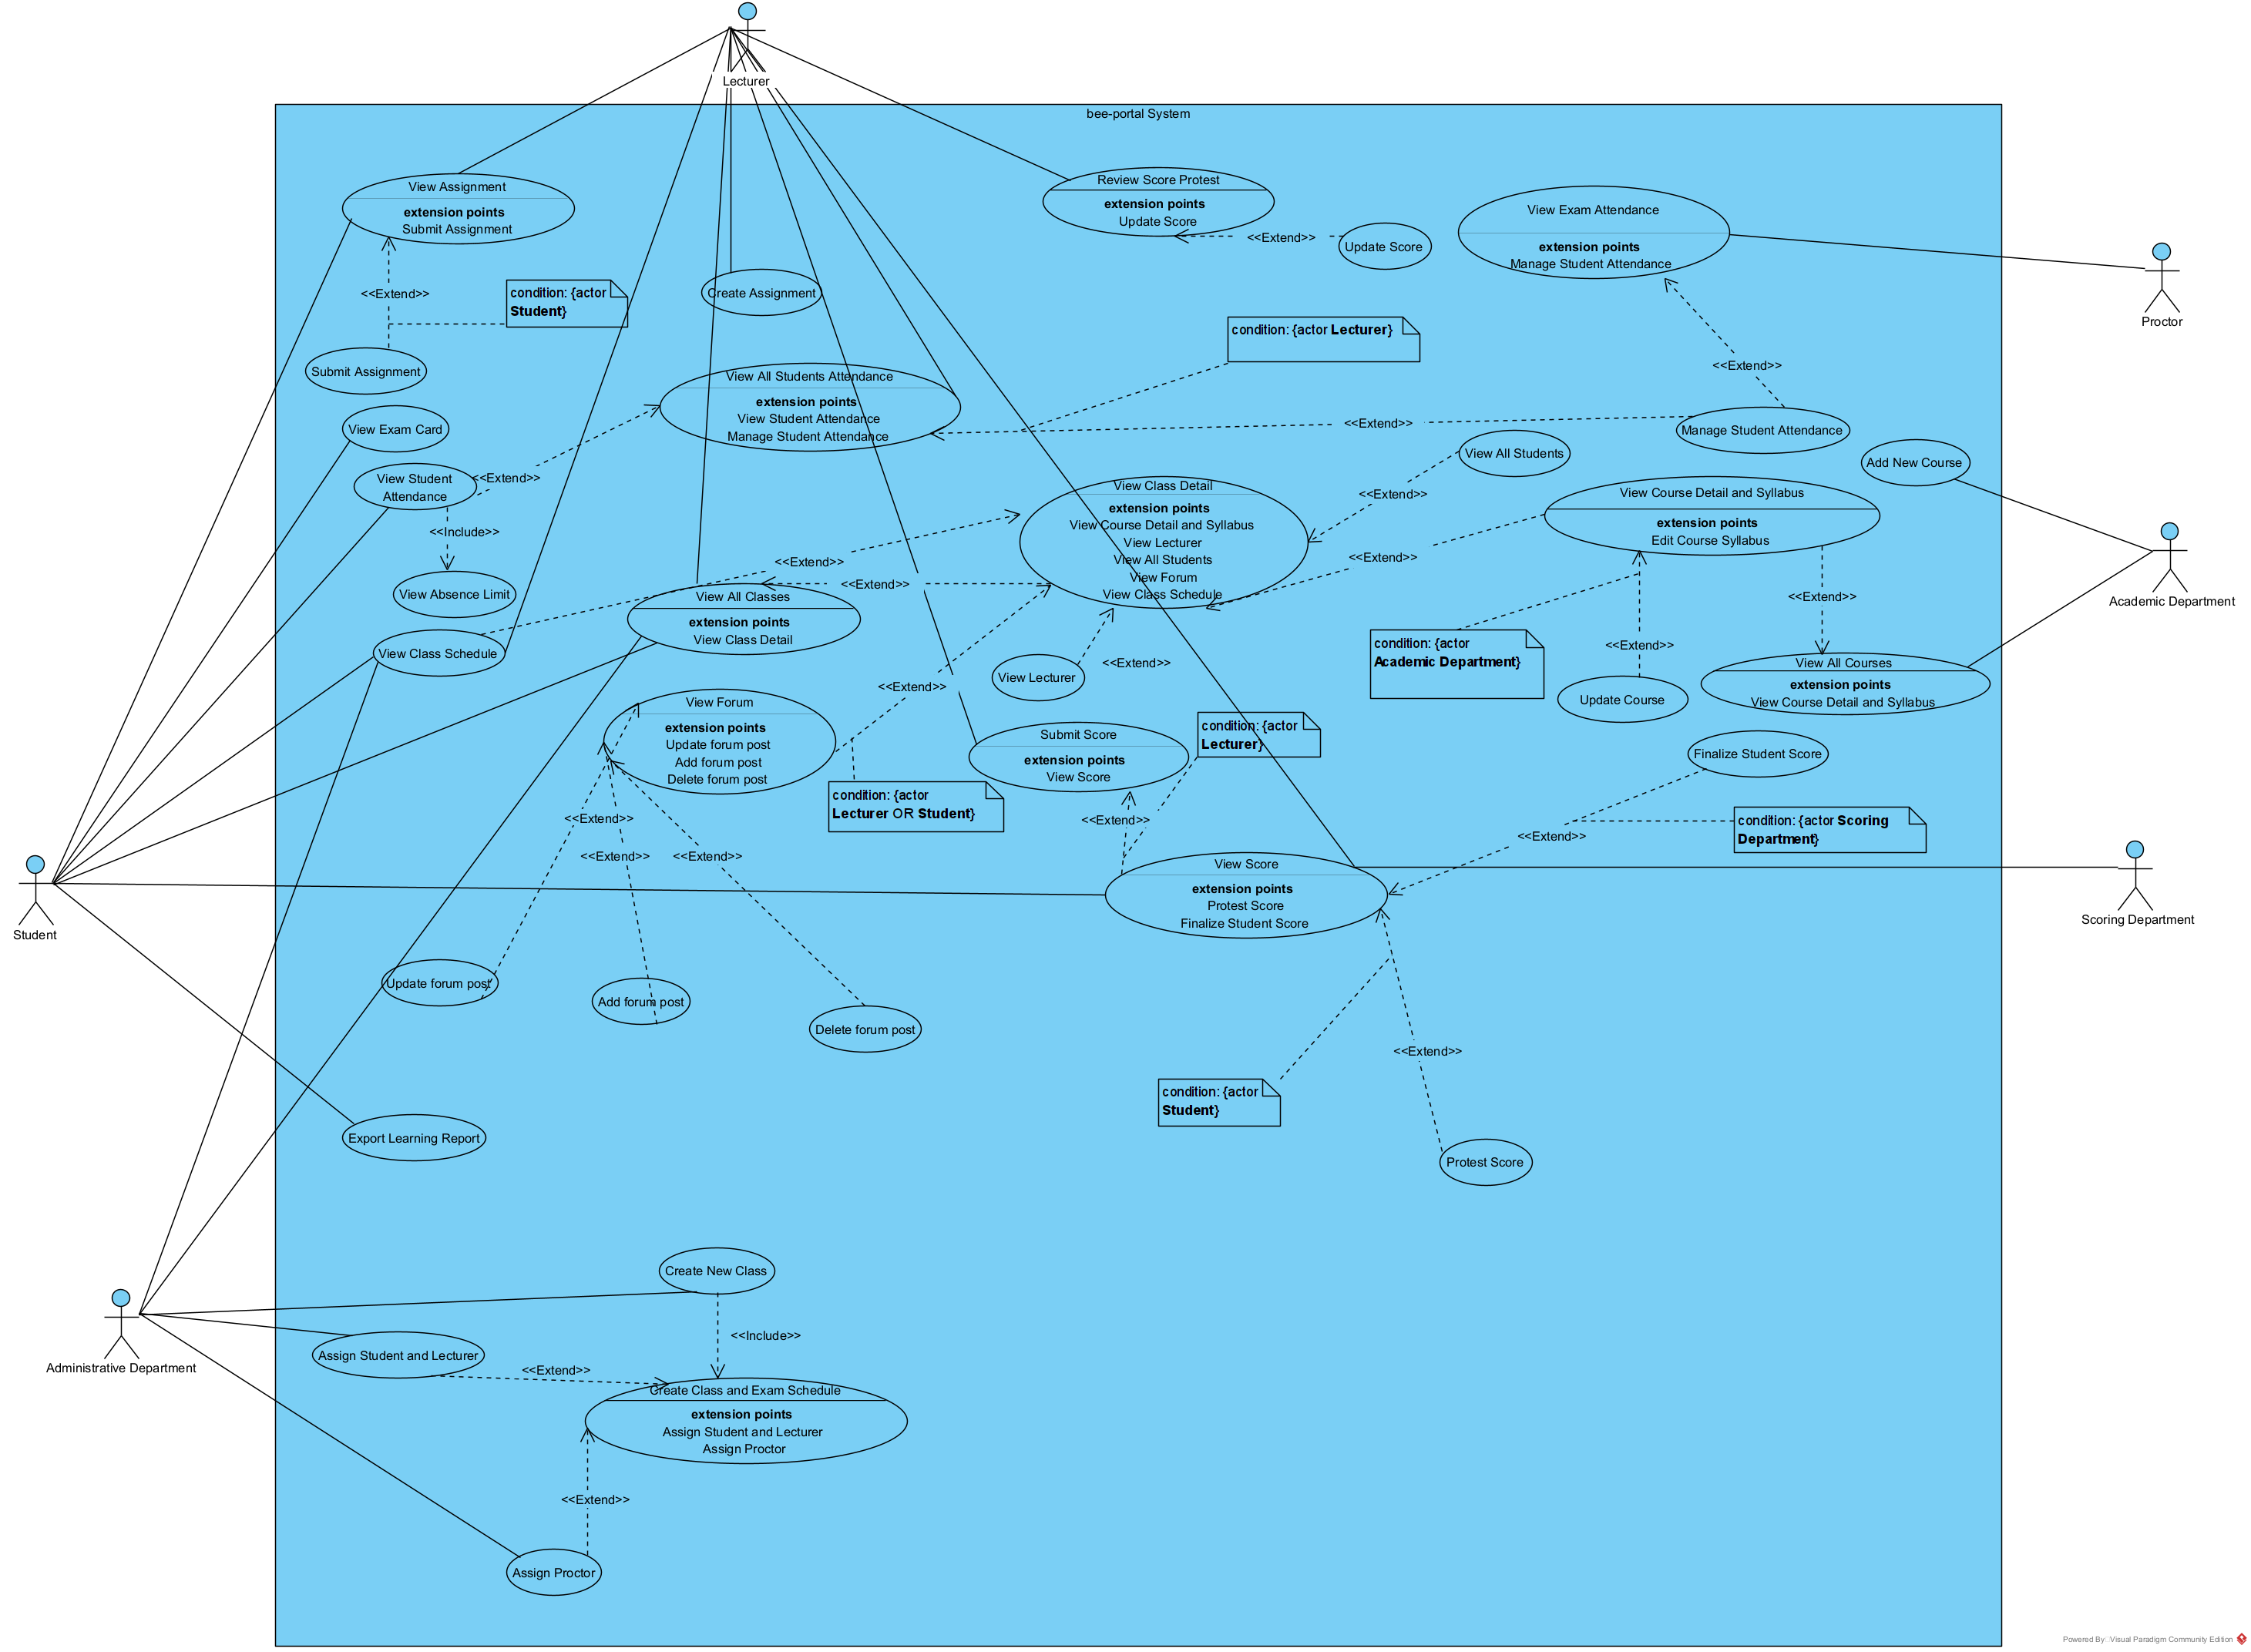 Lecturer
bee-portal System
View Assignment
extension points
Submit Assignment
Review Score Protest
extension points
Update Score
<<Extend>>
Update Score
View Exam Attendance
extension points
Manage Student Attendance
Proctor
<<Extend>>
condition: {actor
Student}
Create Assignment
condition: {actor Lecturer}
Submit Assignment
<<Extend>>
View All Students Attendance
extension points
View Student Attendance
Manage Student Attendance
View Exam Card
<<Extend>>
Manage Student Attendance
View All Students
Add New Course
View Student
Attendance
<<Extend>>
<<Include>>
View Absence Limit
View Class Detail
extension points
View Course Detail and Syllabus
View Lecturer
View All Students
View Forum
View Class Schedule
<<Extend>>
View Course Detail and Syllabus
extension points
Edit Course Syllabus
<<Extend>>
<<Extend>>
<<Extend>>
View All Classes
extension points
View Class Detail
<<Extend>>
Academic Department
View Class Schedule
condition: {actor
Academic Department}
<<Extend>>
View Lecturer
<<Extend>>
<<Extend>>
Update Course
View All Courses
extension points
View Course Detail and Syllabus
View Forum
extension points
Update forum post
Add forum post
Delete forum post
Submit Score
extension points
View Score
condition: {actor
Lecturer}
Finalize Student Score
condition: {actor
Lecturer OR Student}
<<Extend>>
<<Extend>>
<<Extend>>
<<Extend>>
<<Extend>>
condition: {actor Scoring
Department}
View Score
extension points
Protest Score
Finalize Student Score
Student
Scoring Department
Update forum post
Add forum post
Delete forum post
<<Extend>>
condition: {actor
Student}
Export Learning Report
Protest Score
Create New Class
<<Include>>
Administrative Department
Assign Student and Lecturer
<<Extend>>
Create Class and Exam Schedule
extension points
Assign Student and Lecturer
Assign Proctor
<<Extend>>
Assign Proctor
Powered By: Visual Paradigm Community Edition